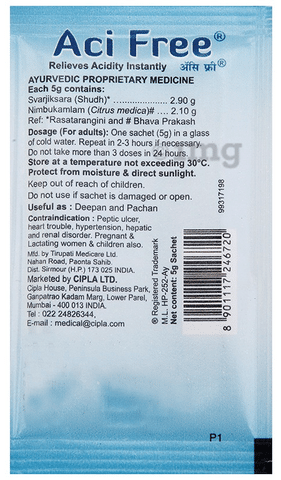 Aci Free®
Relieves Acidity Instantly ॲसि फ्री®
AYURVEDIC PROPRIETARY MEDICINE
Each 5g contains:
Svarjiksara (Shudh)* ..................... 2.90 g
Nimbukamlam (Citrus medica)# .... 2.10 g
Ref: *Rasatarangini and # Bhava Prakash
Dosage (For adults): One sachet (5g) in a glass
of cold water. Repeat in 2-3 hours if necessary.
Do not take more than 3 doses in 24 hours.
Store at a temperature not exceeding 30°C.
Protect from moisture & direct sunlight.
Keep out of reach of children.
Do not use if sachet is damaged or open.
Useful as : Deepan and Pachan
Contraindication : Peptic ulcer,
heart trouble, hypertension, hepatic
and renal disorder. Pregnant &
Lactating women & children also.
Mfd. by Tirupati Medicare Ltd.
Nahan Road, Paonta Sahib.
Dist. Sirmour (H.P.) 173 025 INDIA.
Marketed by CIPLA LTD.
Cipla House, Peninsula Business Park,
Ganpatrao Kadam Marg, Lower Parel,
Mumbai - 400 013 INDIA.
Tel : 022 24826344,
E-mail : medical@cipla.com
® Registered Trademark
M.L. HP-252-Ay
Net content: 5g Sachet
99317198
8 901117 246720
P1